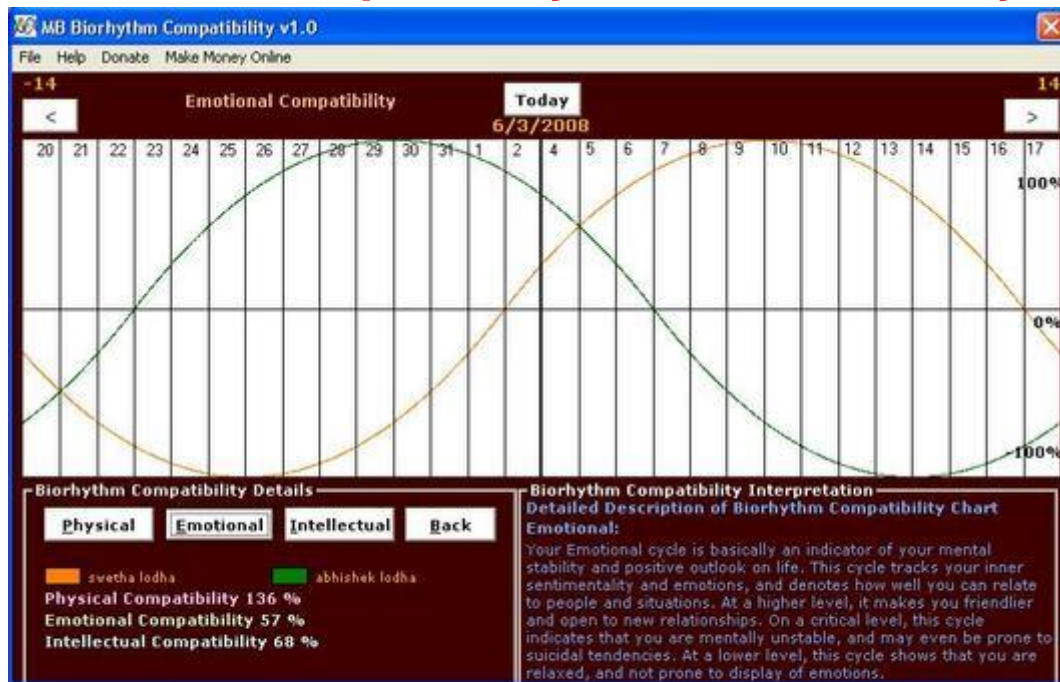 MB Biorhythm Compatibility v1.0
File Help Donate Make Money Online
-14 14
< Emotional Compatibility Today >
6/3/2008
20 21 22 23 24 25 26 27 28 29 30 31 1 2 4 5 6 7 8 9 10 11 12 13 14 15 16 17
100%
0%
-100%
Biorhythm Compatibility Details
Physical Emotional Intellectual Back
svetha lodha abhishek lodha
Physical Compatibility 136 %
Emotional Compatibility 57 %
Intellectual Compatibility 68 %
Biorhythm Compatibility Interpretation
Detailed Description of Biorhythm Compatibility Chart
Emotional:
Your Emotional cycle is basically an indicator of your mental
stability and positive outlook on life. This cycle tracks your inner
sentimentality and emotions, and denotes how well you can relate
to people and situations. At a higher level, it makes you friendlier
and open to new relationships. On a critical level, this cycle
indicates that you are mentally unstable, and may even be prone to
suicidal tendencies. At a lower level, this cycle shows that you are
relaxed, and not prone to display of emotions.